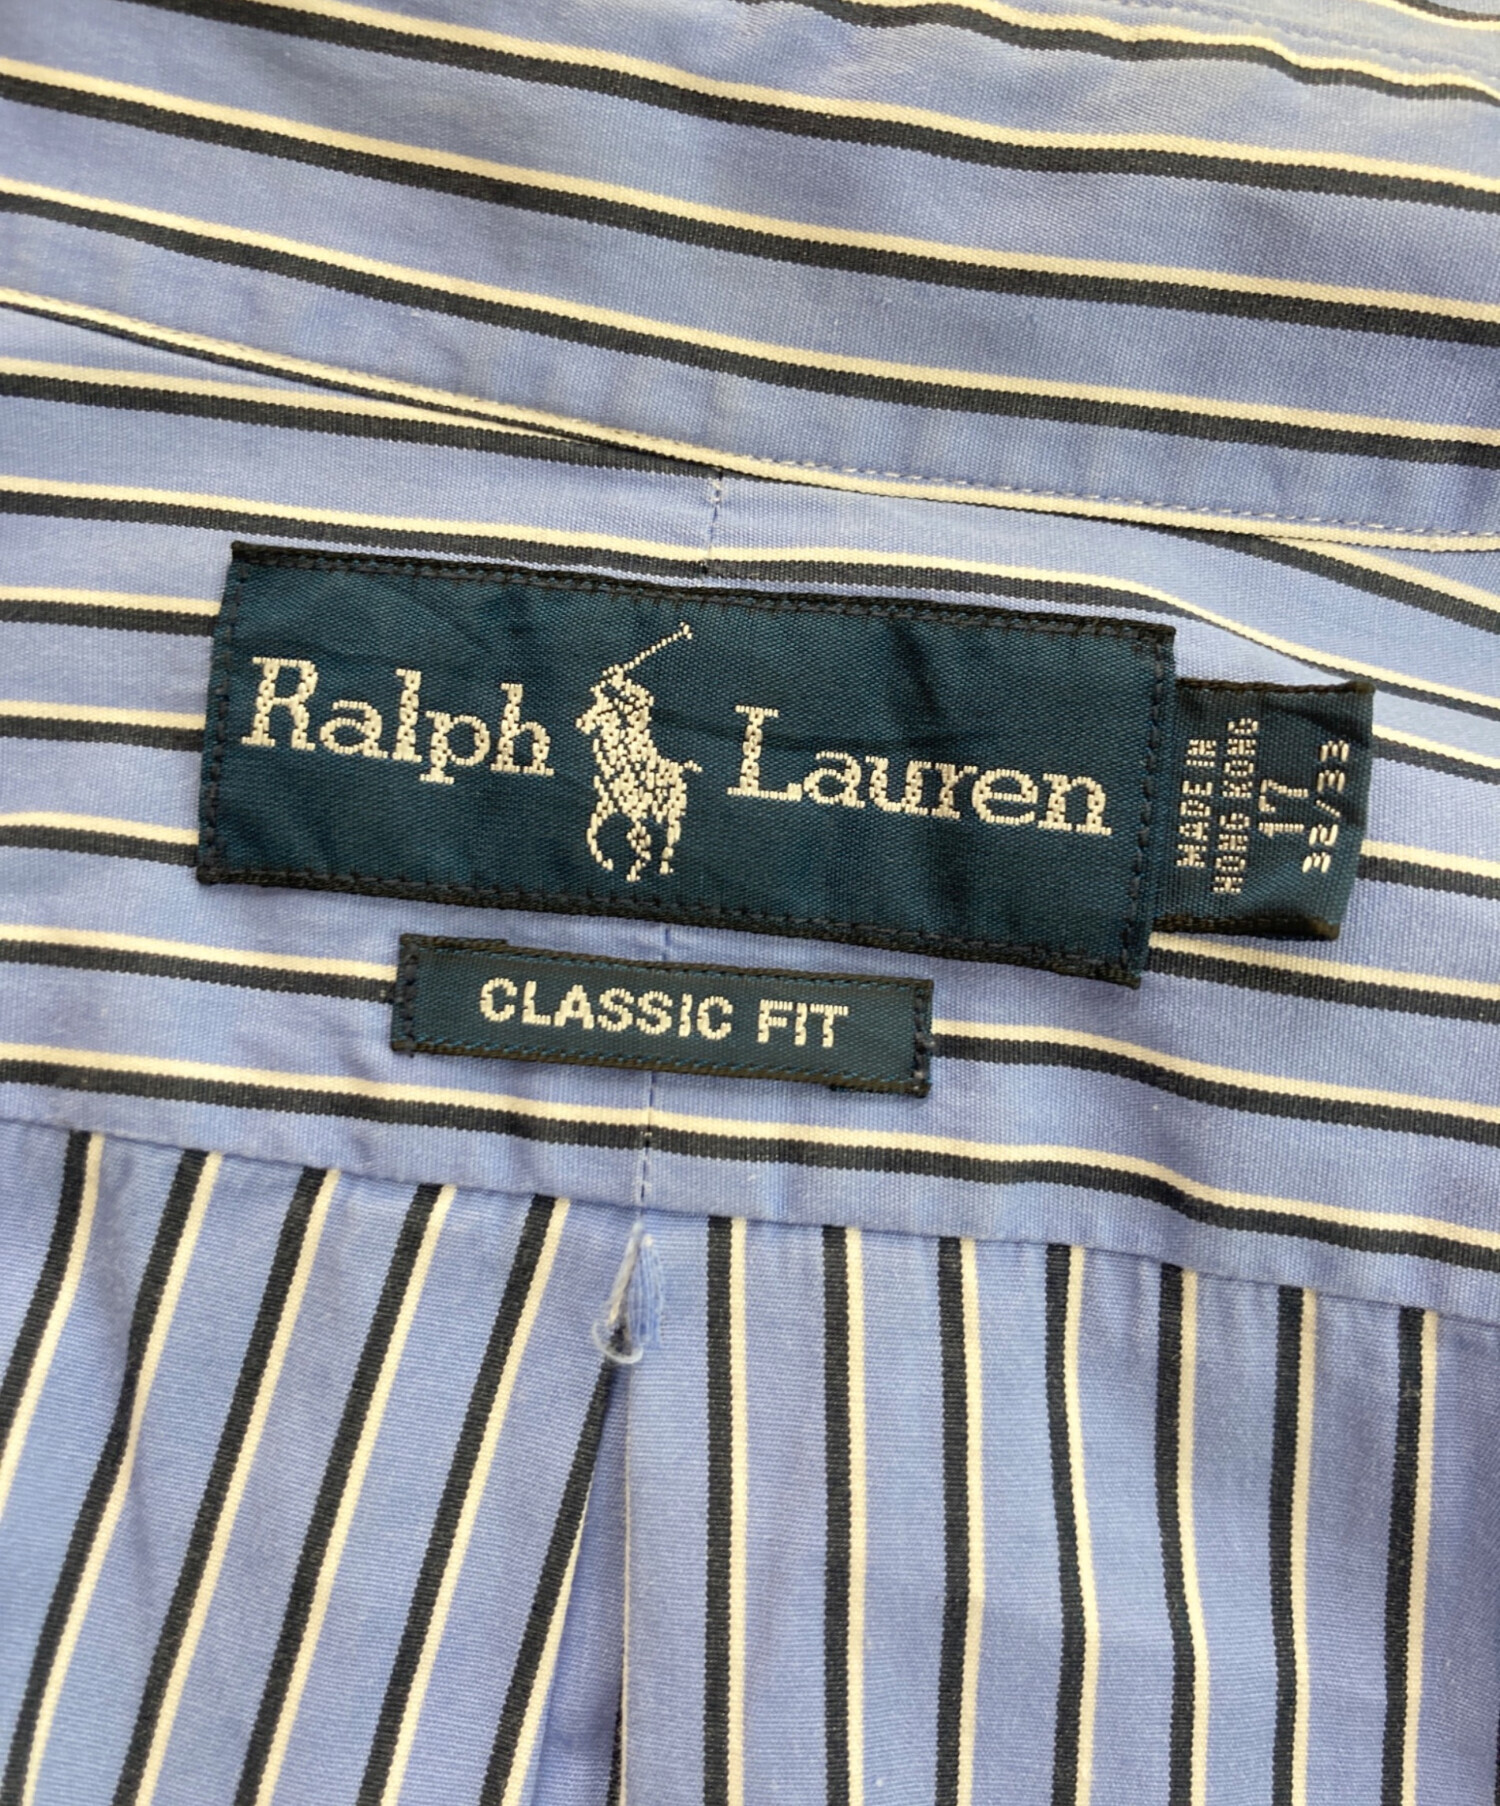 Ralph Lauren
MADE IN
HONG KONG
17
32/33
CLASSIC FIT